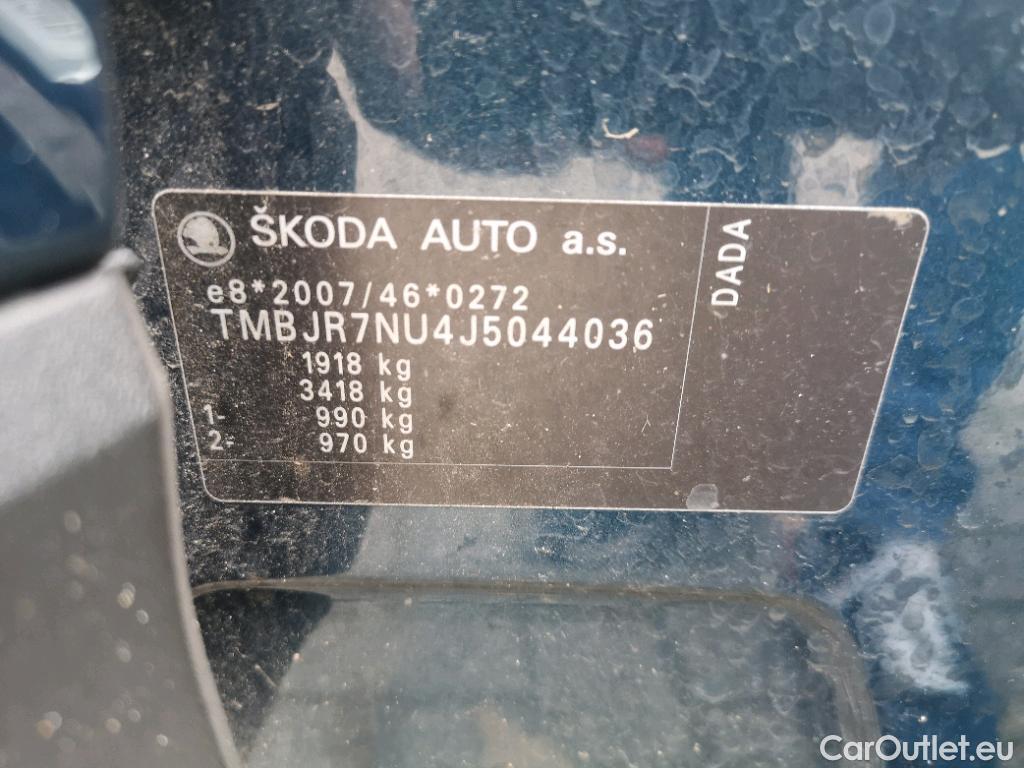 ŠKODA AUTO a.s.
e8*2007/46*0272
TMBJR7NU4J5044036
1918 kg
3418 kg
1- 990 kg
2- 970 kg
DADA
CarOutlet.eu